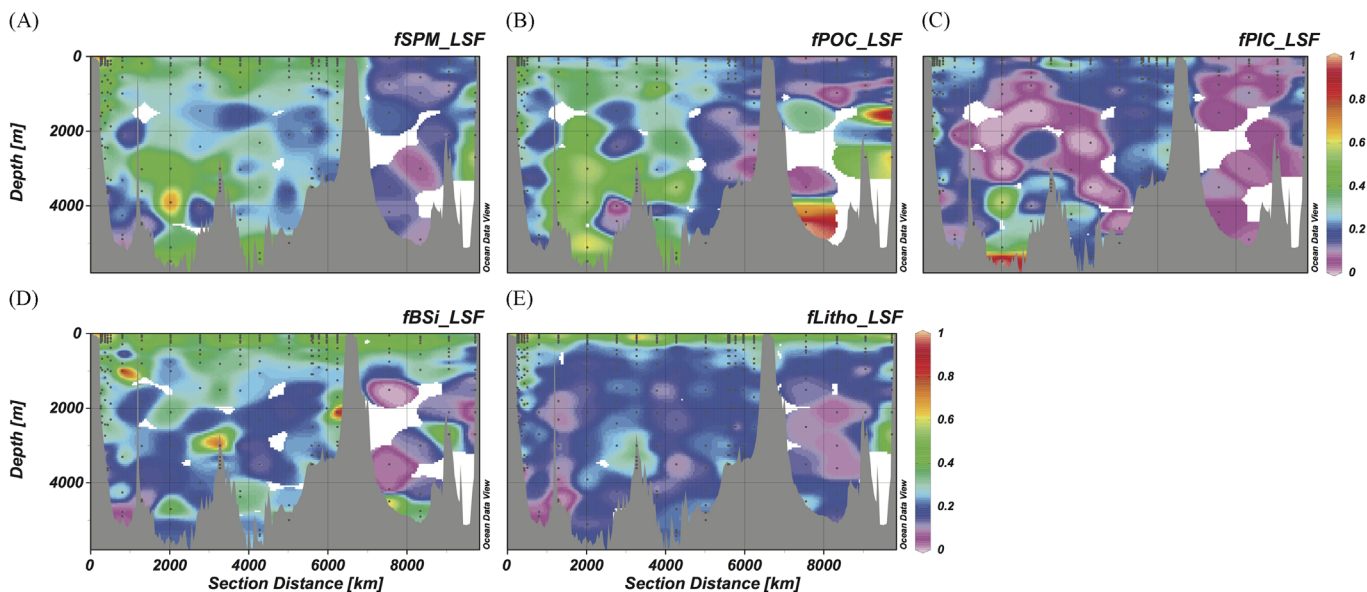 (A)
fSPM_LSF
(B)
fPOC_LSF
(C)
fPIC_LSF
Depth [m]
0
2000
4000
Ocean Data View
Ocean Data View
Ocean Data View
1
0.8
0.6
0.4
0.2
0
(D)
fBSi_LSF
(E)
fLitho_LSF
Depth [m]
0
2000
4000
Ocean Data View
Ocean Data View
1
0.8
0.6
0.4
0.2
0
0 2000 4000 6000 8000
Section Distance [km]
0 2000 4000 6000 8000
Section Distance [km]